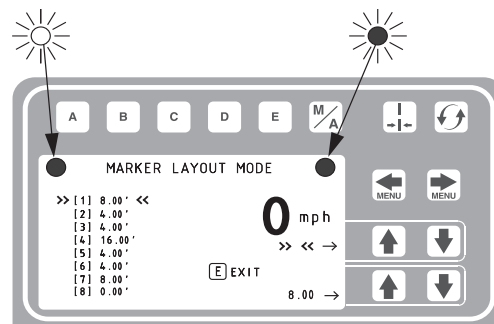 A B C D E M/A
MARKER LAYOUT MODE
>> [1] 8.00' <<
[2] 4.00'
[3] 4.00'
[4] 16.00'
[5] 4.00'
[6] 4.00'
[7] 8.00'
[8] 0.00'
0 mph
>> << →
E EXIT
8.00 →
MENU MENU